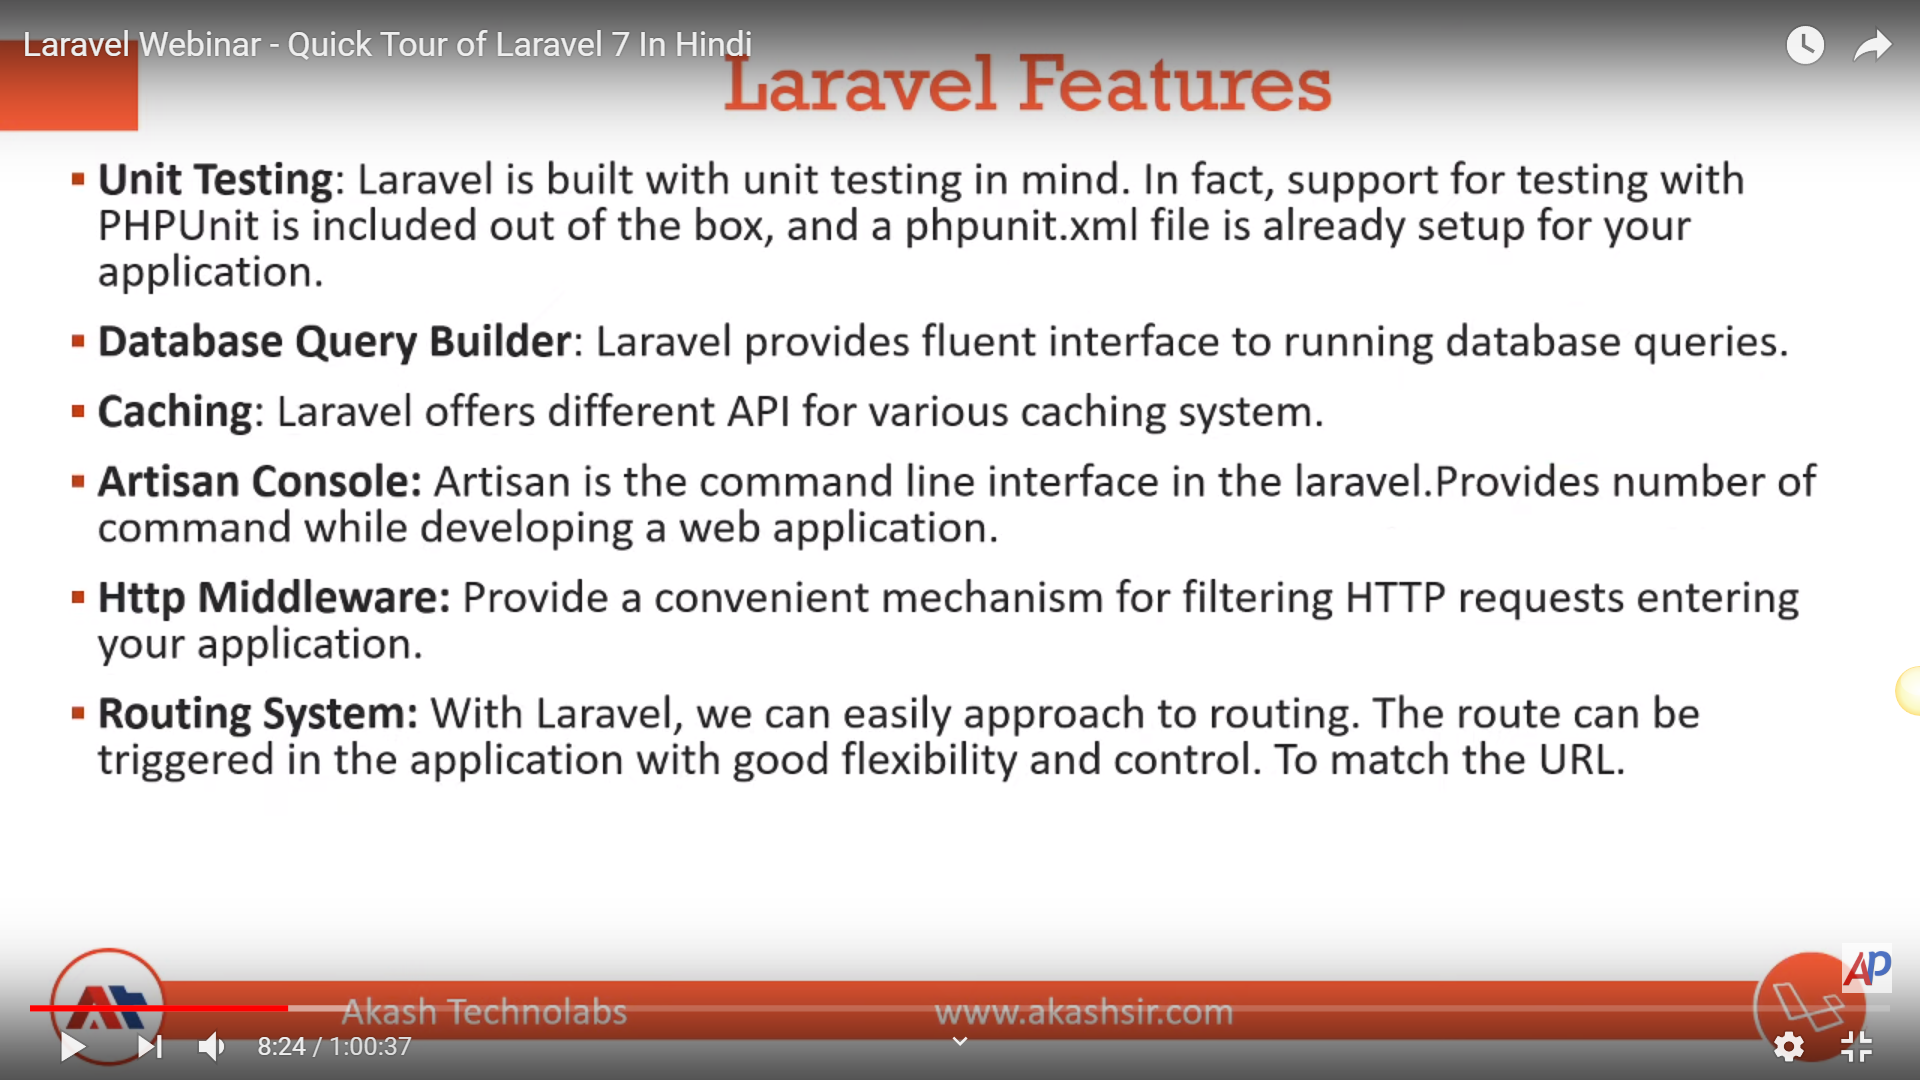 Laravel Webinar - Quick Tour of Laravel 7 In Hindi
Laravel Features
Unit Testing: Laravel is built with unit testing in mind. In fact, support for testing with
PHPUnit is included out of the box, and a phpunit.xml file is already setup for your
application.
Database Query Builder: Laravel provides fluent interface to running database queries.
Caching: Laravel offers different API for various caching system.
Artisan Console: Artisan is the command line interface in the laravel.Provides number of
command while developing a web application.
Http Middleware: Provide a convenient mechanism for filtering HTTP requests entering
your application.
Routing System: With Laravel, we can easily approach to routing. The route can be
triggered in the application with good flexibility and control. To match the URL.
AP
Akash Technolabs
www.akashsir.com
8:24 / 1:00:37